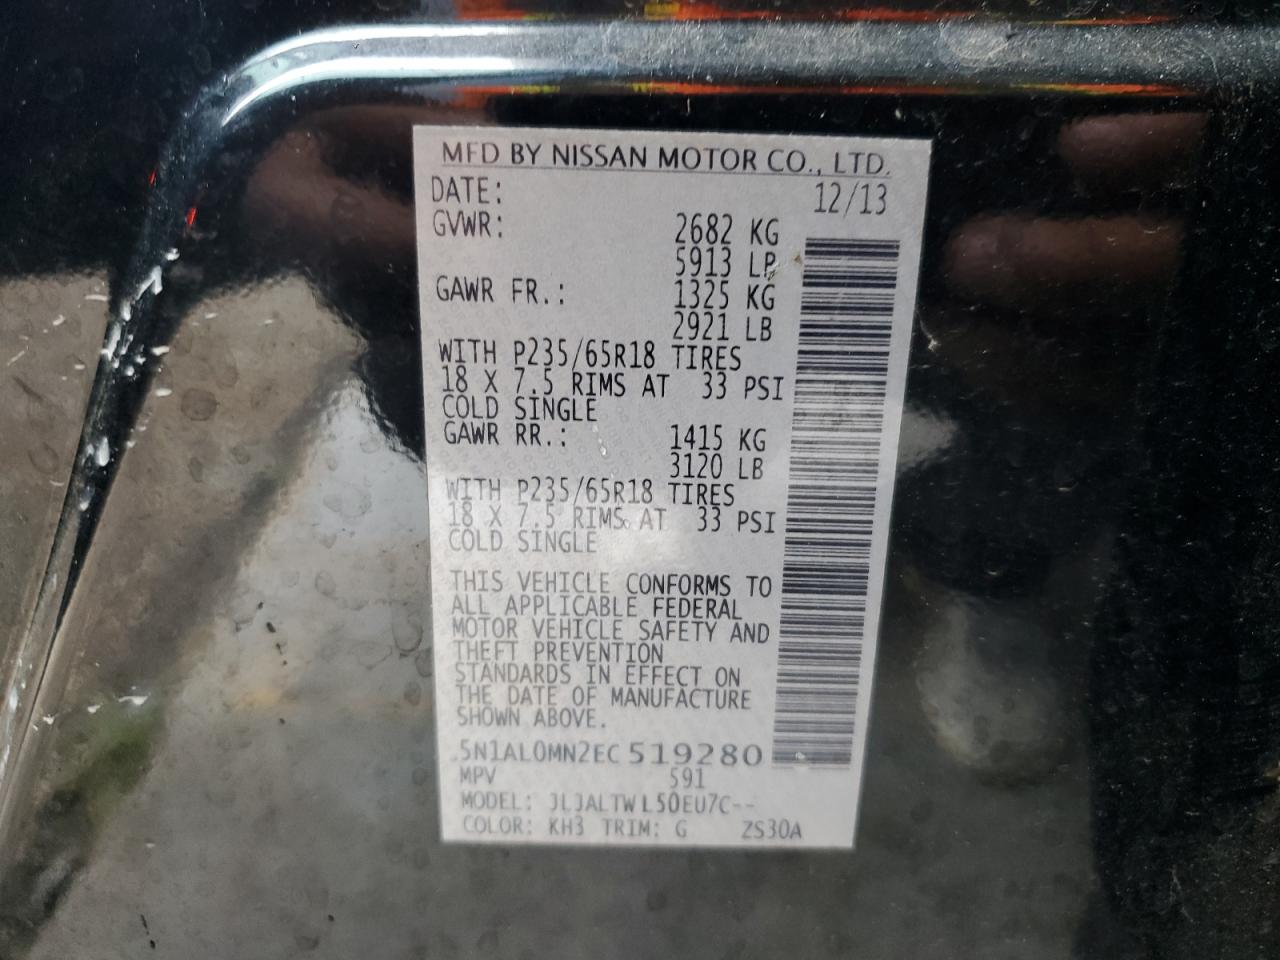 MFD BY NISSAN MOTOR CO., LTD.
DATE: 12/13
GVWR: 2682 KG
5913 LB
GAWR FR.: 1325 KG
2921 LB
WITH P235/65R18 TIRES
18 X 7.5 RIMS AT 33 PSI
COLD SINGLE
GAWR RR.: 1415 KG
3120 LB
WITH P235/65R18 TIRES
18 X 7.5 RIMS AT 33 PSI
COLD SINGLE
THIS VEHICLE CONFORMS TO
ALL APPLICABLE FEDERAL
MOTOR VEHICLE SAFETY AND
THEFT PREVENTION
STANDARDS IN EFFECT ON
THE DATE OF MANUFACTURE
SHOWN ABOVE.
5N1AL0MN2EC519280
MPV 591
MODEL: JLJALTWL50EU7C--
COLOR: KH3 TRIM: G ZS30A